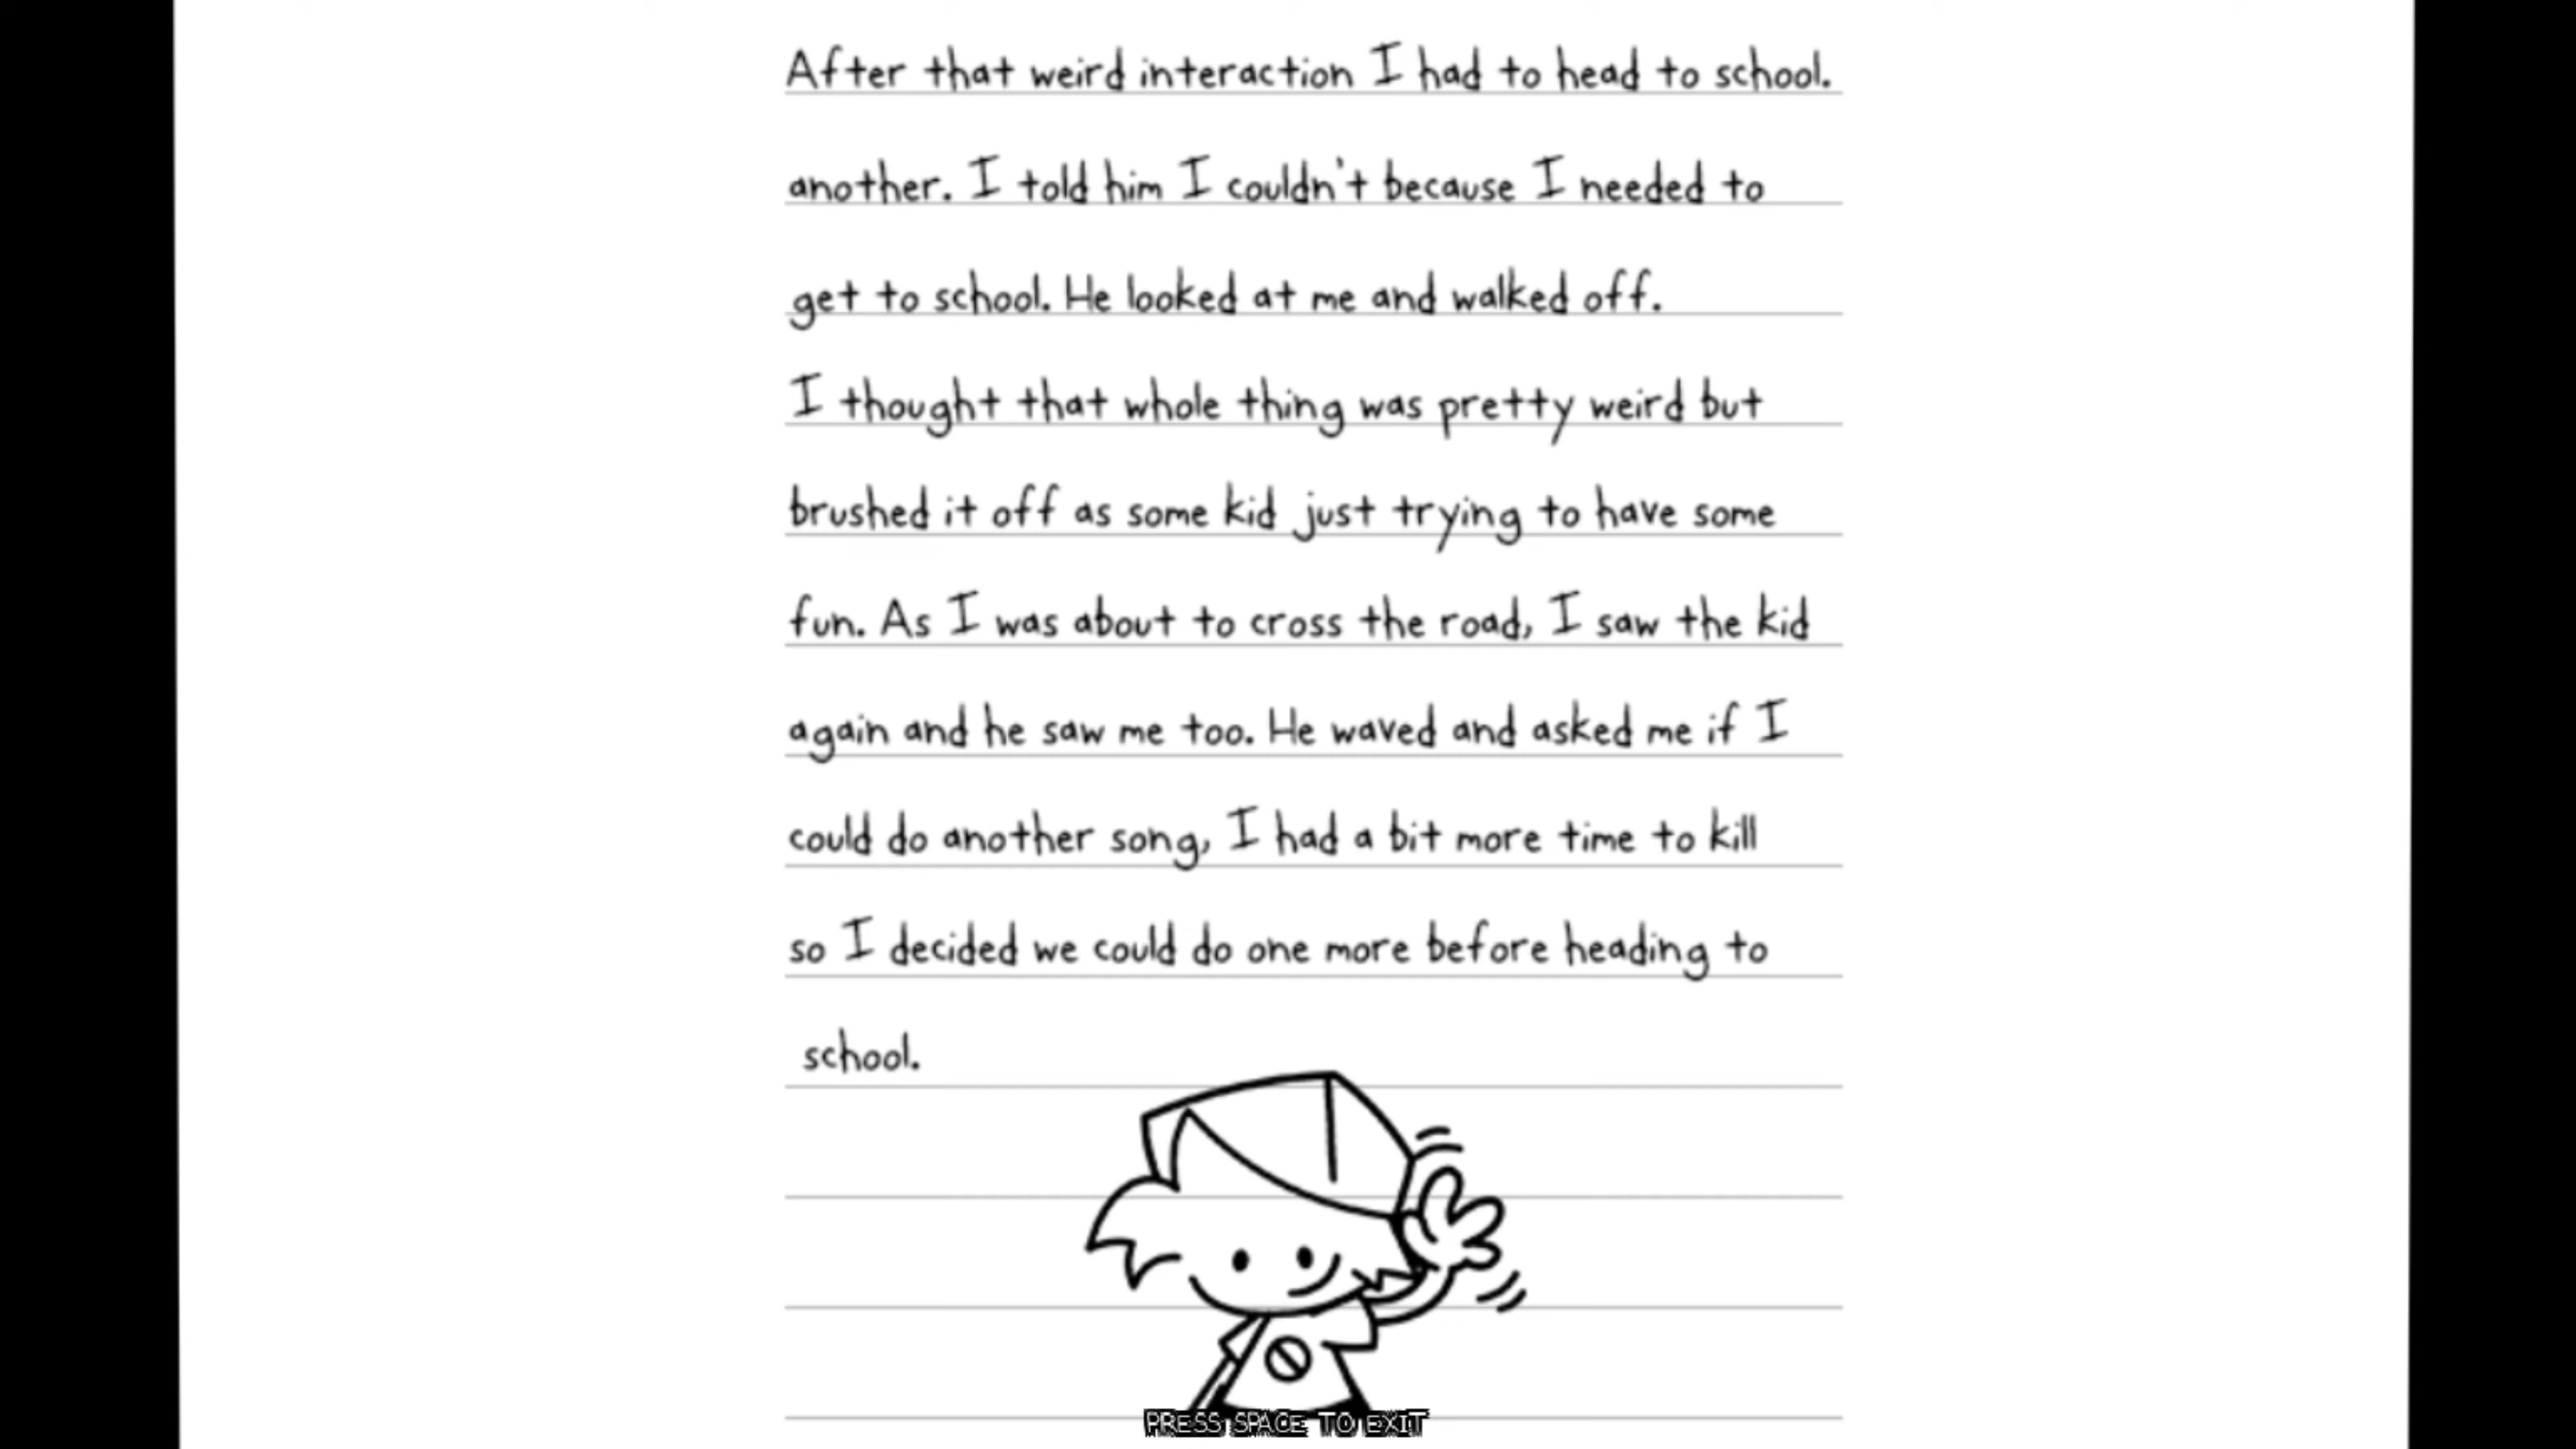 After that weird interaction I had to head to school.
another. I told him I couldn't because I needed to
get to school. He looked at me and walked off.
I thought that whole thing was pretty weird but
brushed it off as some kid just trying to have some
fun. As I was about to cross the road, I saw the kid
again and he saw me too. He waved and asked me if I
could do another song, I had a bit more time to kill
so I decided we could do one more before heading to
school.
PRESS SPACE TO EXIT